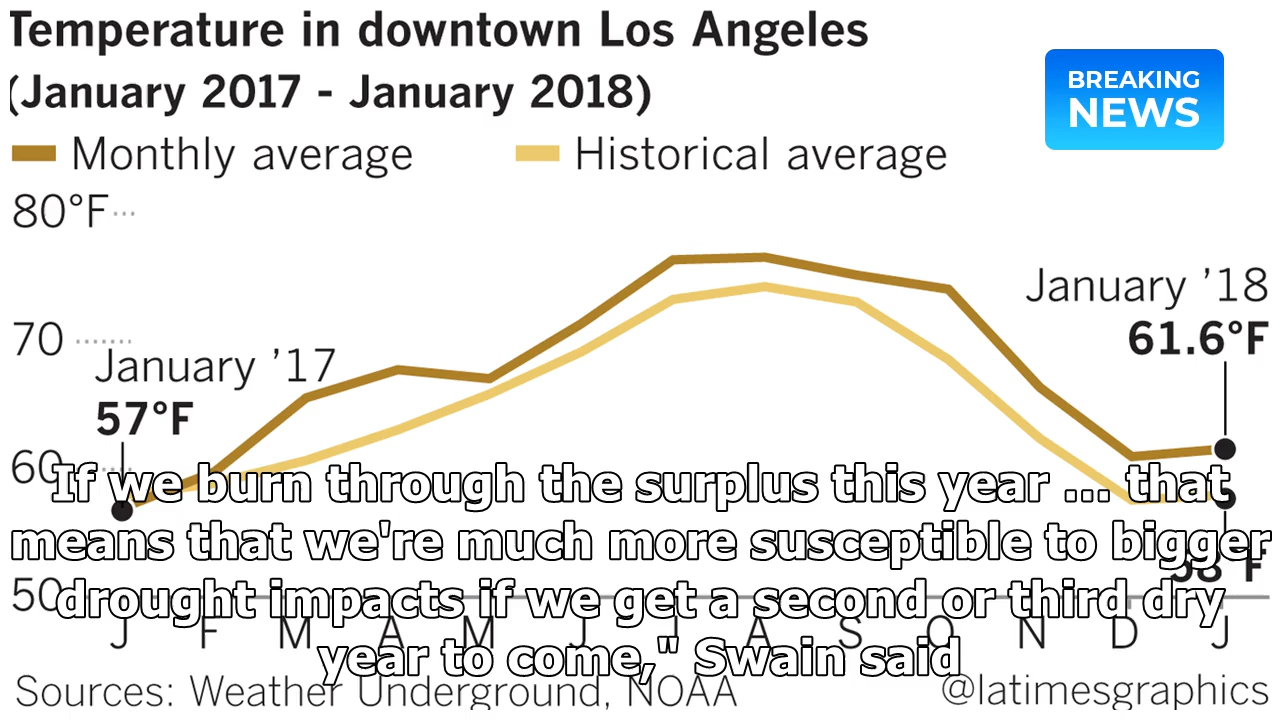 Temperature in downtown Los Angeles
(January 2017 - January 2018)
BREAKING
NEWS
Monthly average
Historical average
80°F
January ’18
61.6°F
70
January ’17
57°F
60
If we burn through the surplus this year ... that
means that we're much more susceptible to bigger
58°F
50
drought impacts if we get a second or third dry
J F M A M J J A S O N D J
year to come," Swain said
Sources: Weather Underground, NOAA
@latimesgraphics